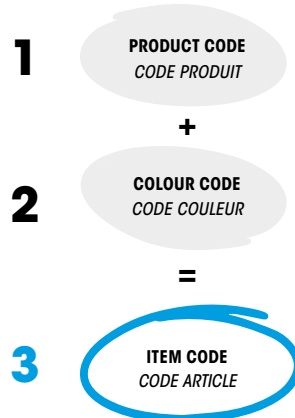 1
PRODUCT CODE
CODE PRODUIT
+
2
COLOUR CODE
CODE COULEUR
=
3
ITEM CODE
CODE ARTICLE